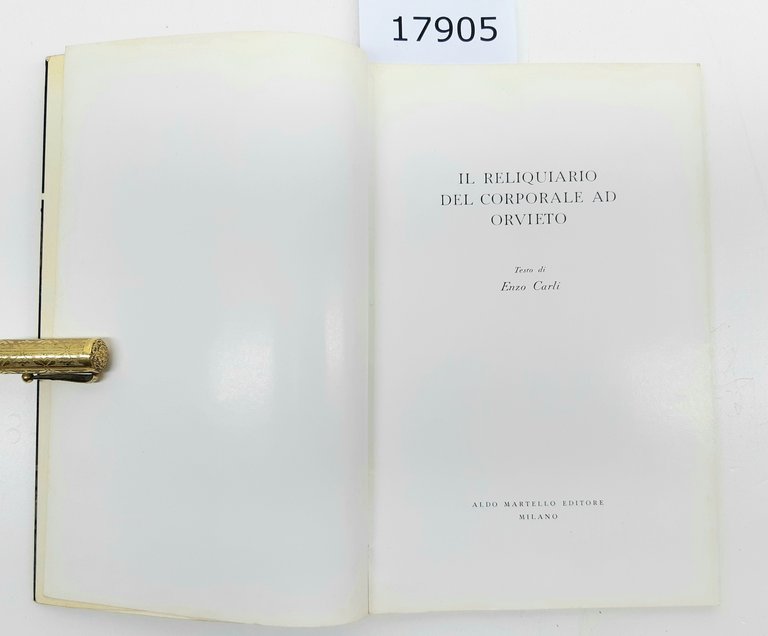 17905
IL RELIQUIARIO
DEL CORPORALE AD
ORVIETO
Testo di
Enzo Carli
ALDO MARTELLO EDITORE
MILANO